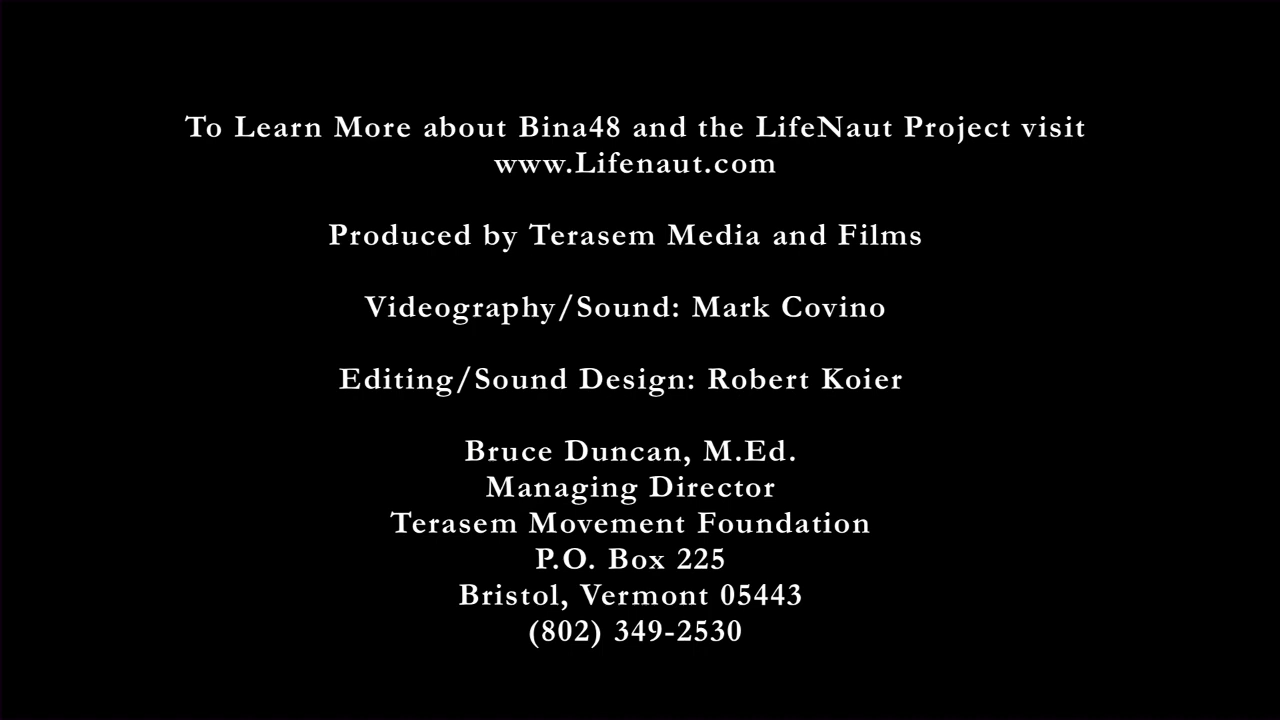 To Learn More about Bina48 and the LifeNaut Project visit
www.Lifenaut.com
Produced by Terasem Media and Films
Videography/Sound: Mark Covino
Editing/Sound Design: Robert Koier
Bruce Duncan, M.Ed.
Managing Director
Terasem Movement Foundation
P.O. Box 225
Bristol, Vermont 05443
(802) 349-2530